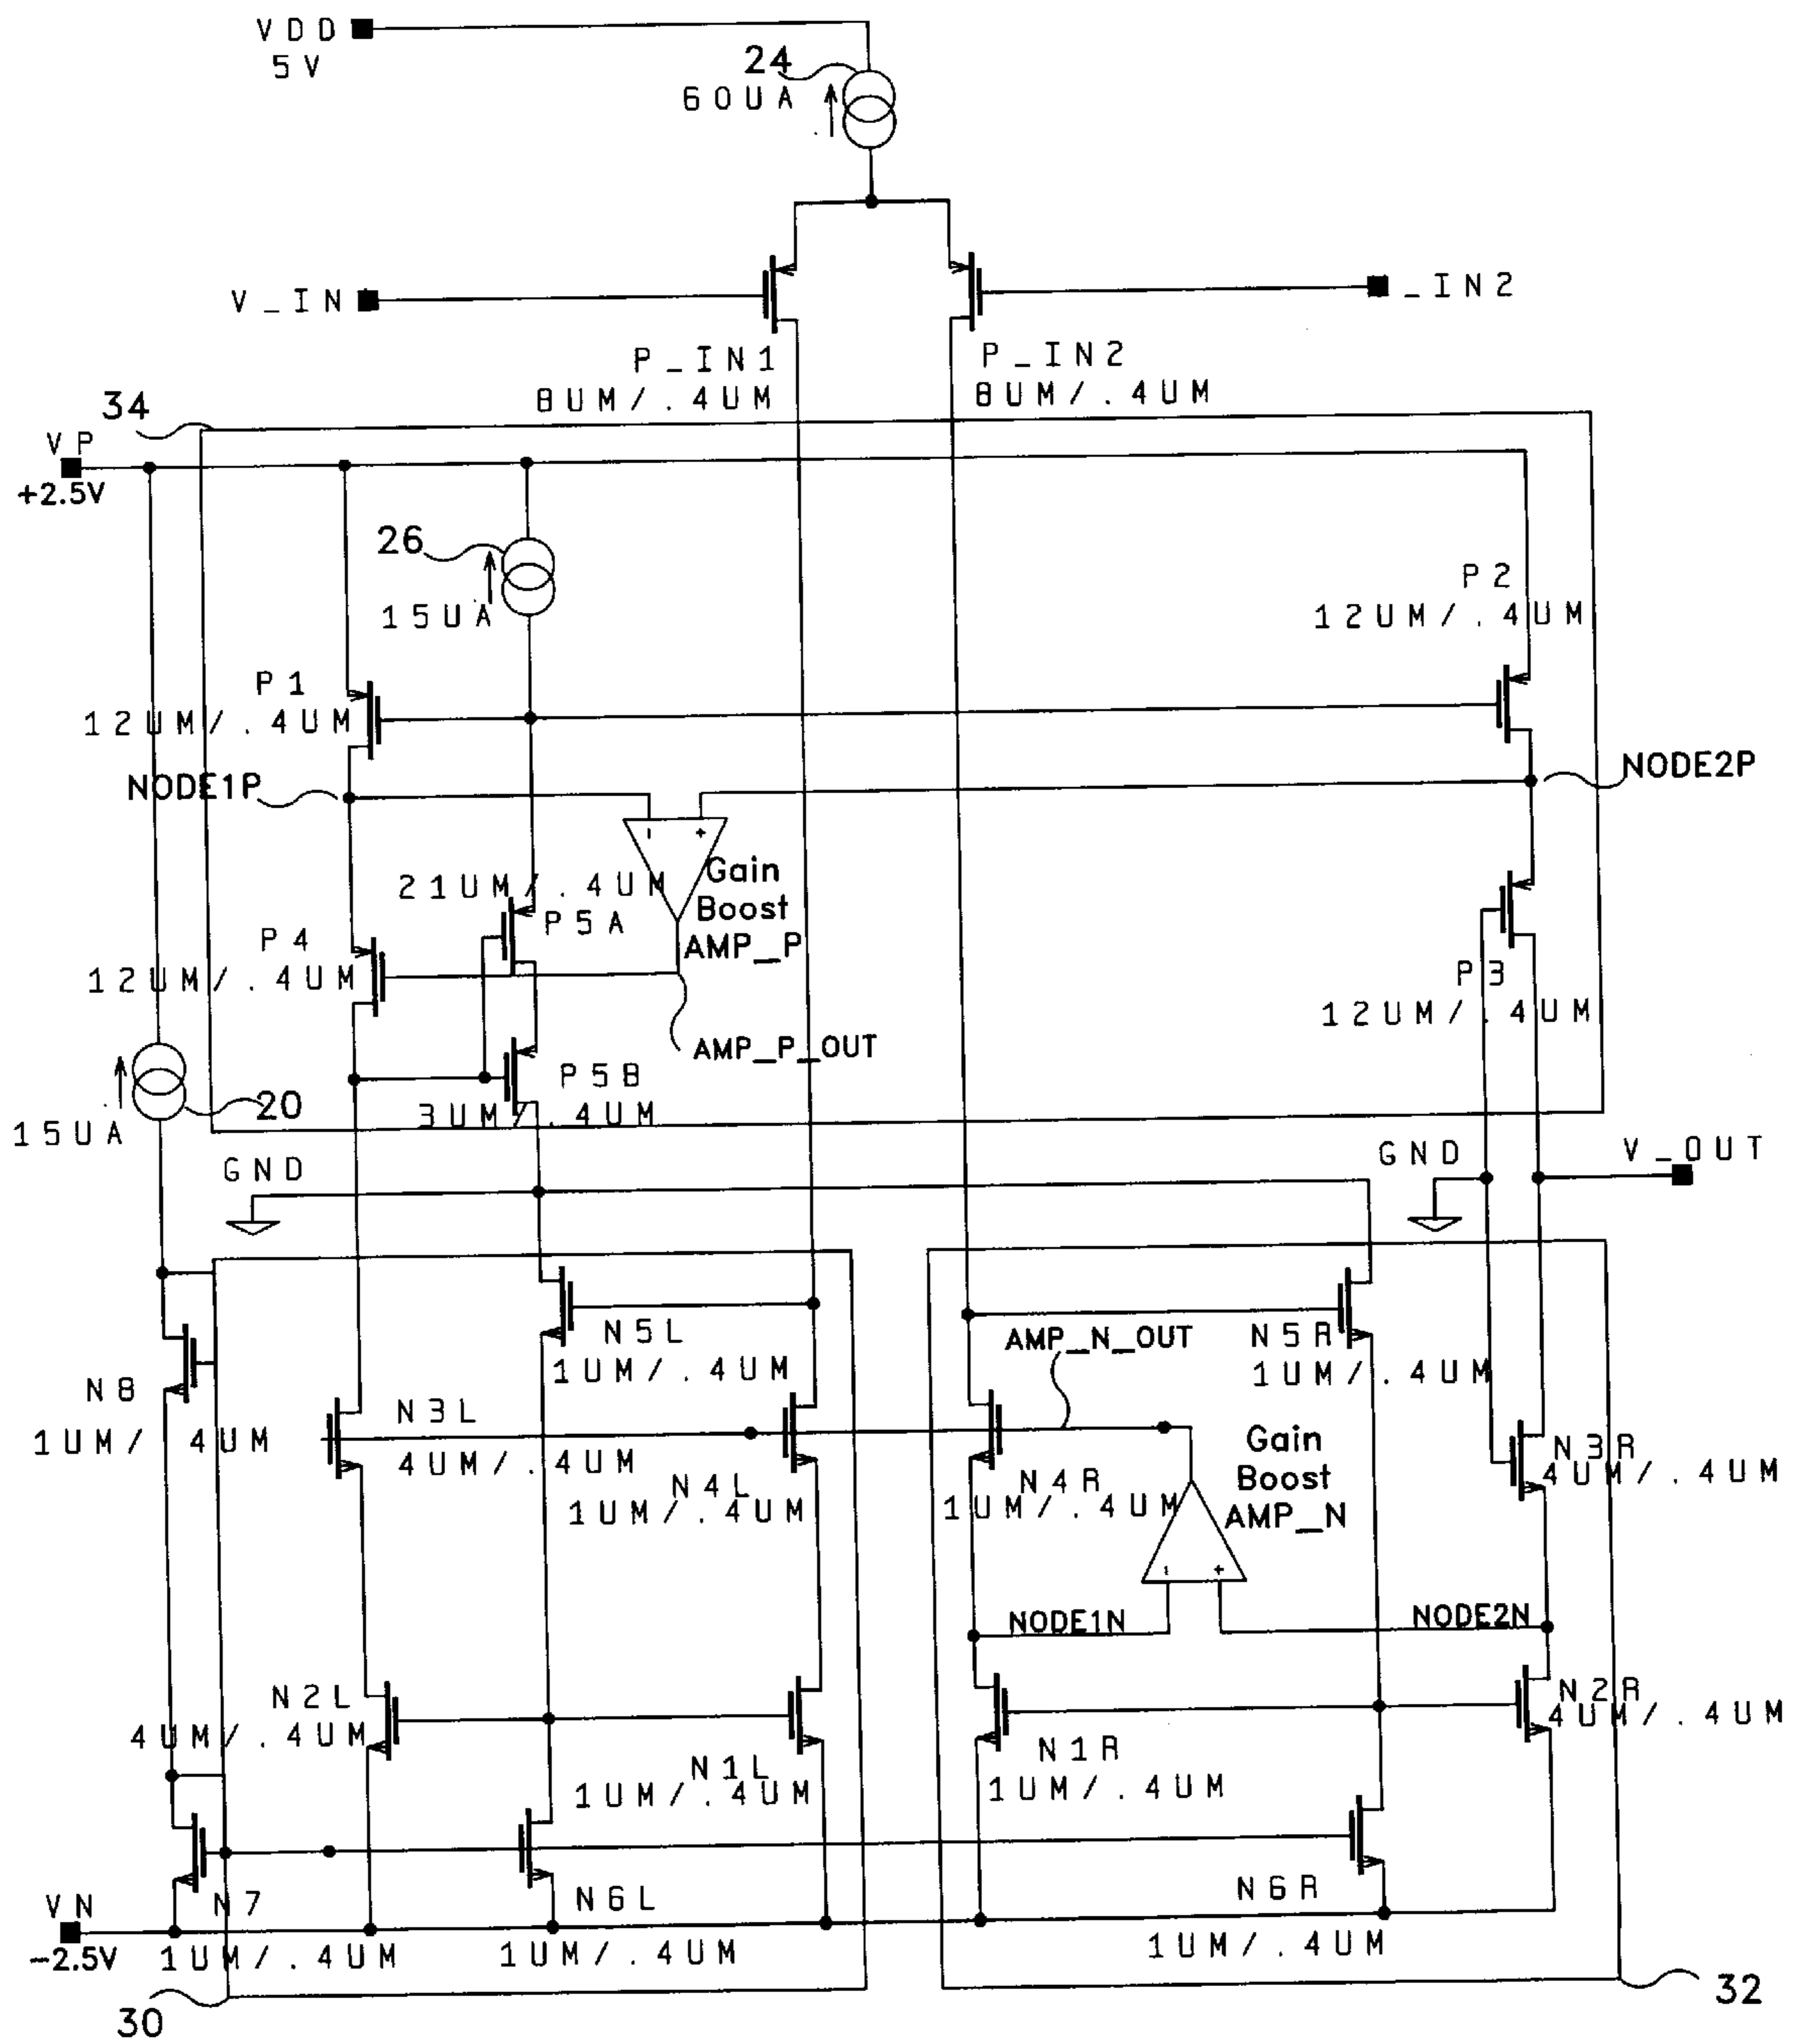 VDD
5V
24
60UA
V_IN
_IN2
P_IN1
8UM/.4UM
P_IN2
8UM/.4UM
34
VP
+2.5V
26
15UA
P2
12UM/.4UM
P1
12UM/.4UM
NODE1P
NODE2P
- +
Gain
Boost
AMP_P
21UM/.4UM
P5A
P4
12UM/.4UM
P3
12UM/.4UM
AMP_P_OUT
P5B
3UM/.4UM
20
15UA
GND
GND
V_OUT
N5L
1UM/.4UM
AMP_N_OUT
N5R
1UM/.4UM
N8
1UM/ 4UM
N3L
4UM/.4UM
N4L
1UM/.4UM
N4R
1UM/.4UM
Gain
Boost
AMP_N
N3R
4UM/.4UM
- +
NODE1N
NODE2N
N2L
4UM/.4UM
N1L
1UM/.4UM
N1R
1UM/.4UM
N2R
4UM/.4UM
VN
-2.5V
N7
1UM/.4UM
N6L
1UM/.4UM
N6R
1UM/.4UM
30
32